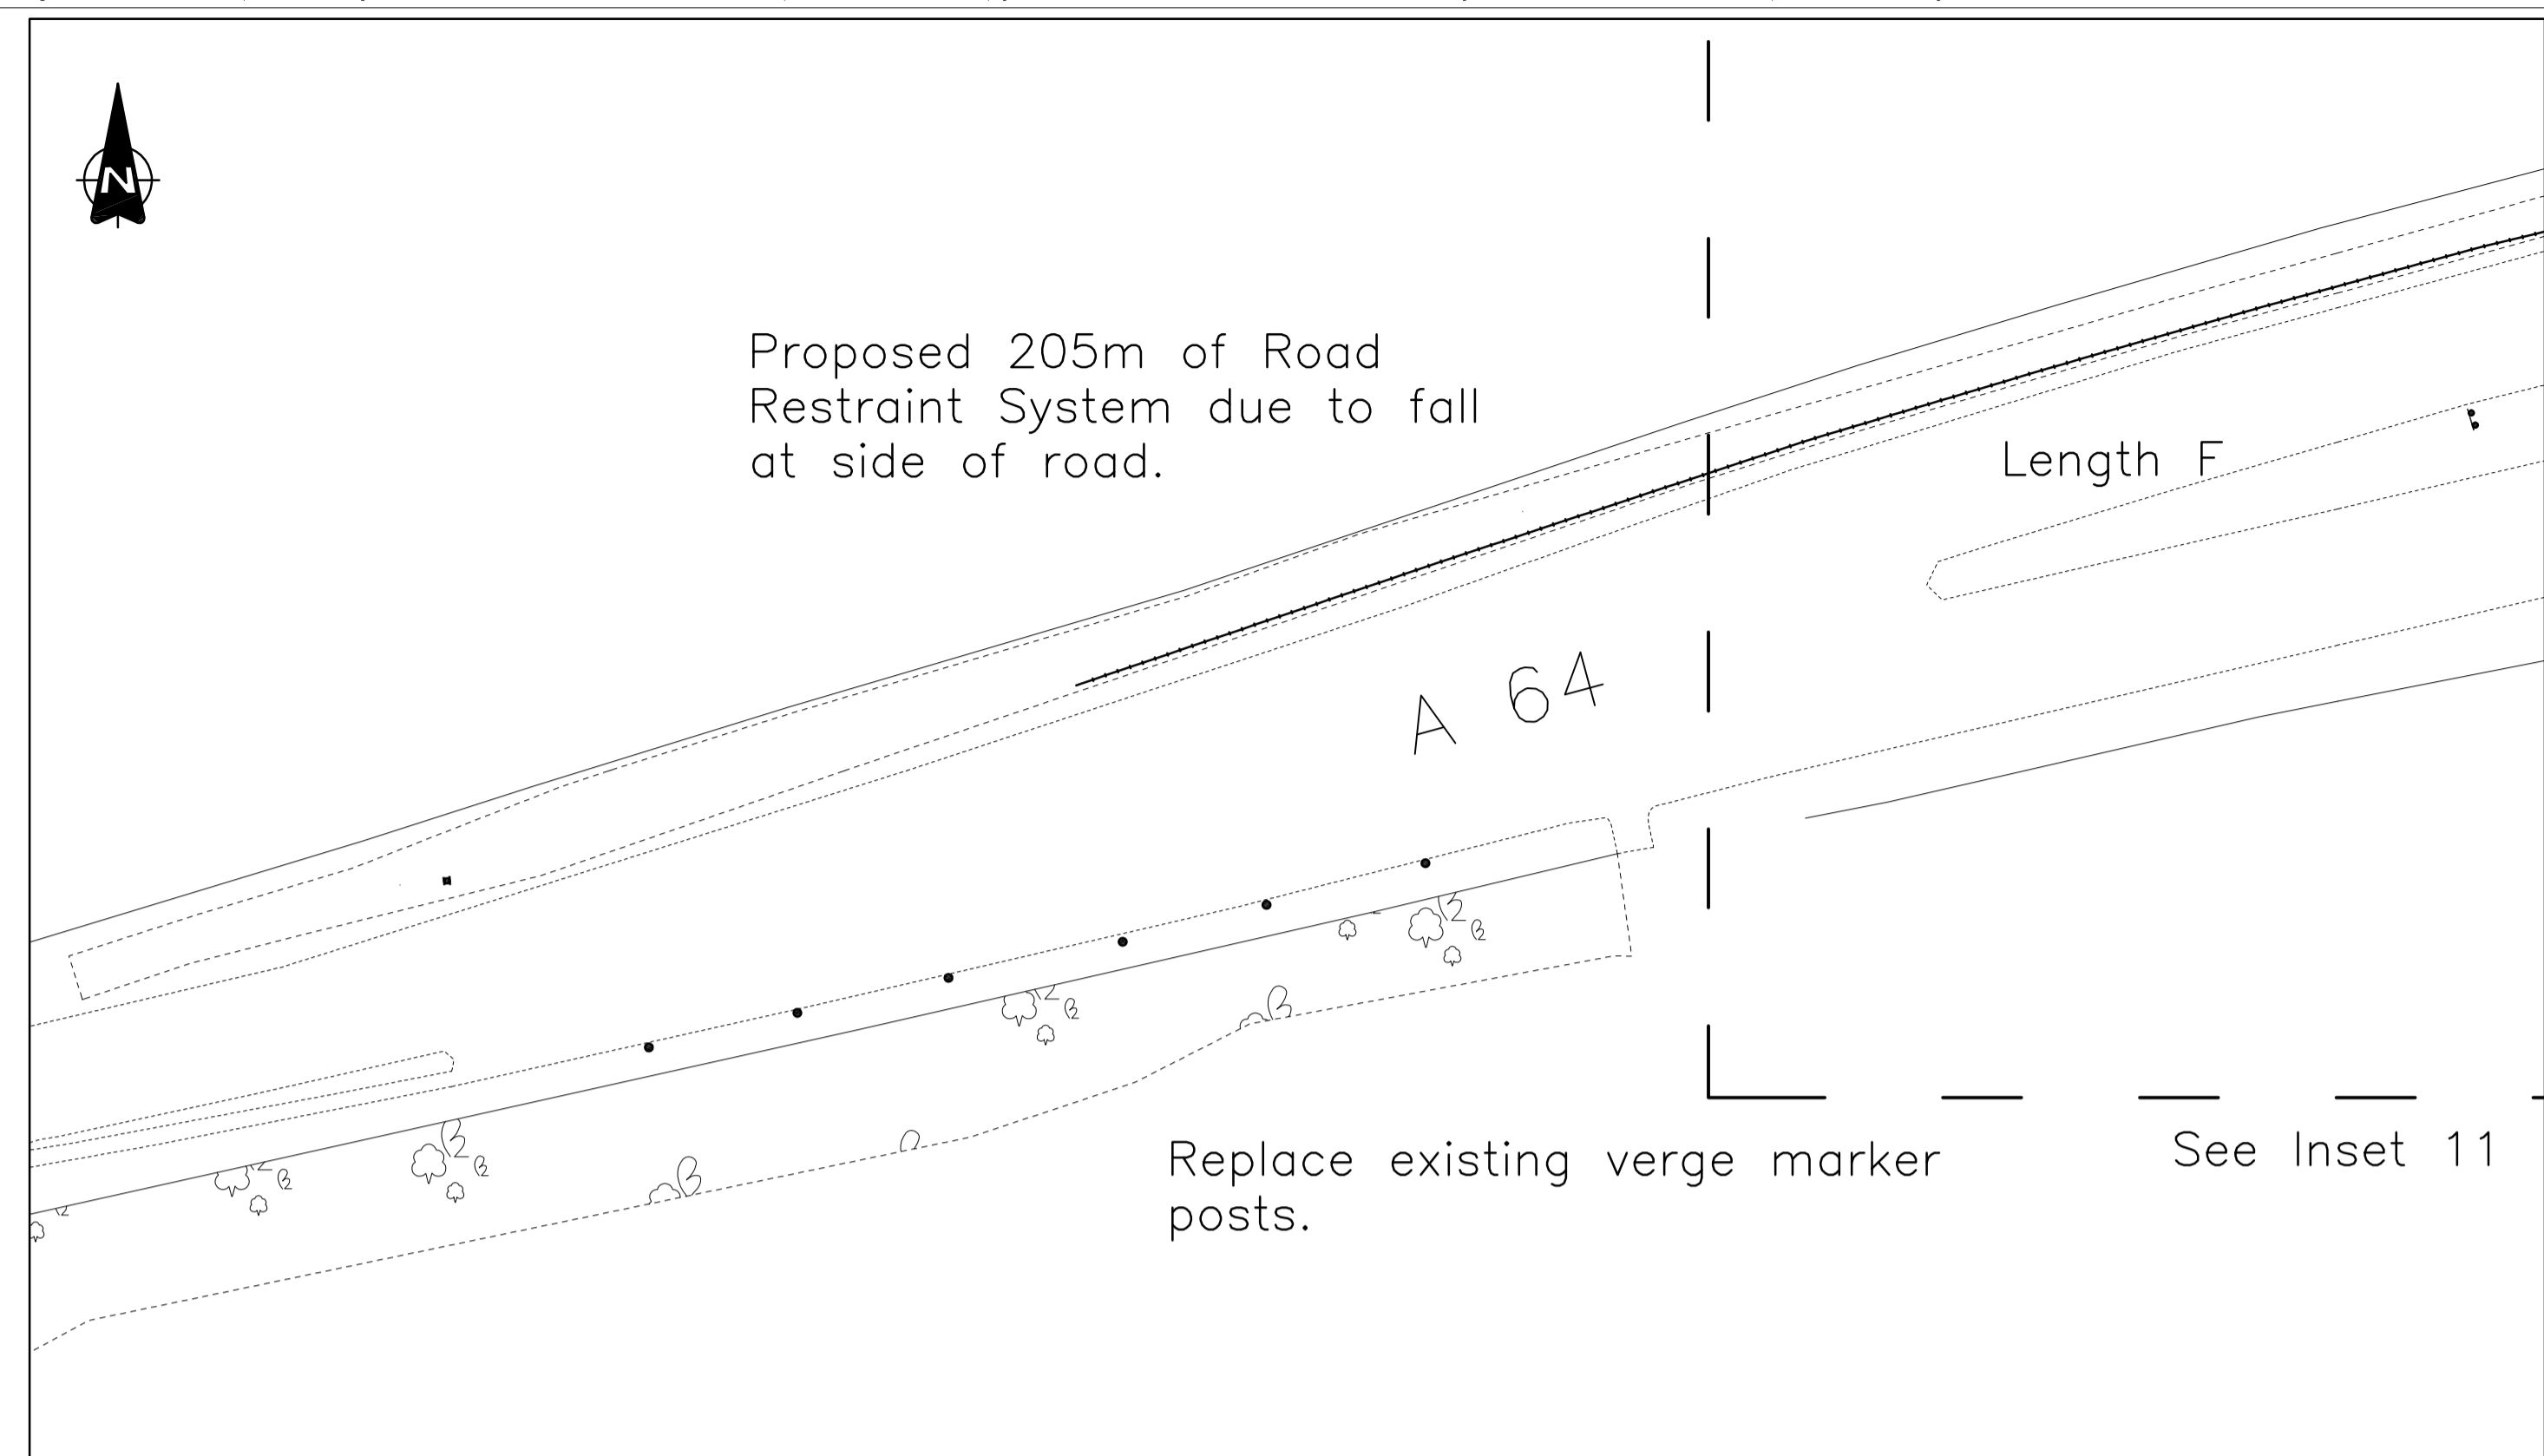 N
Proposed 205m of Road
Restraint System due to fall
at side of road.
Length F
A 64
Replace existing verge marker
posts.
See Inset 11